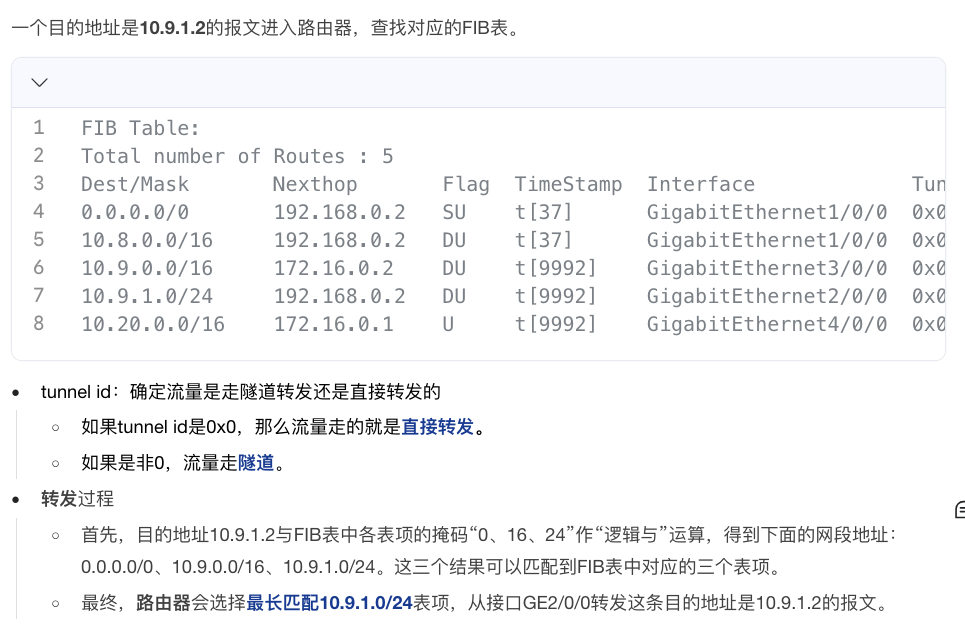 一个目的地址是10.9.1.2的报文进入路由器，查找对应的FIB表。
1 FIB Table:
2 Total number of Routes : 5
3 Dest/Mask Nexthop Flag TimeStamp Interface Tun
4 0.0.0.0/0 192.168.0.2 SU t[37] GigabitEthernet1/0/0 0x0
5 10.8.0.0/16 192.168.0.2 DU t[37] GigabitEthernet1/0/0 0x0
6 10.9.0.0/16 172.16.0.2 DU t[9992] GigabitEthernet3/0/0 0x0
7 10.9.1.0/24 192.168.0.2 DU t[9992] GigabitEthernet2/0/0 0x0
8 10.20.0.0/16 172.16.0.1 U t[9992] GigabitEthernet4/0/0 0x0
tunnel id：确定流量是走隧道转发还是直接转发的
如果tunnel id是0x0，那么流量走的就是直接转发。
如果是非0，流量走隧道。
转发过程
首先，目的地址10.9.1.2与FIB表中各表项的掩码“0、16、24”作“逻辑与”运算，得到下面的网段地址：
0.0.0.0/0、10.9.0.0/16、10.9.1.0/24。这三个结果可以匹配到FIB表中对应的三个表项。
最终，路由器会选择最长匹配10.9.1.0/24表项，从接口GE2/0/0转发这条目的地址是10.9.1.2的报文。